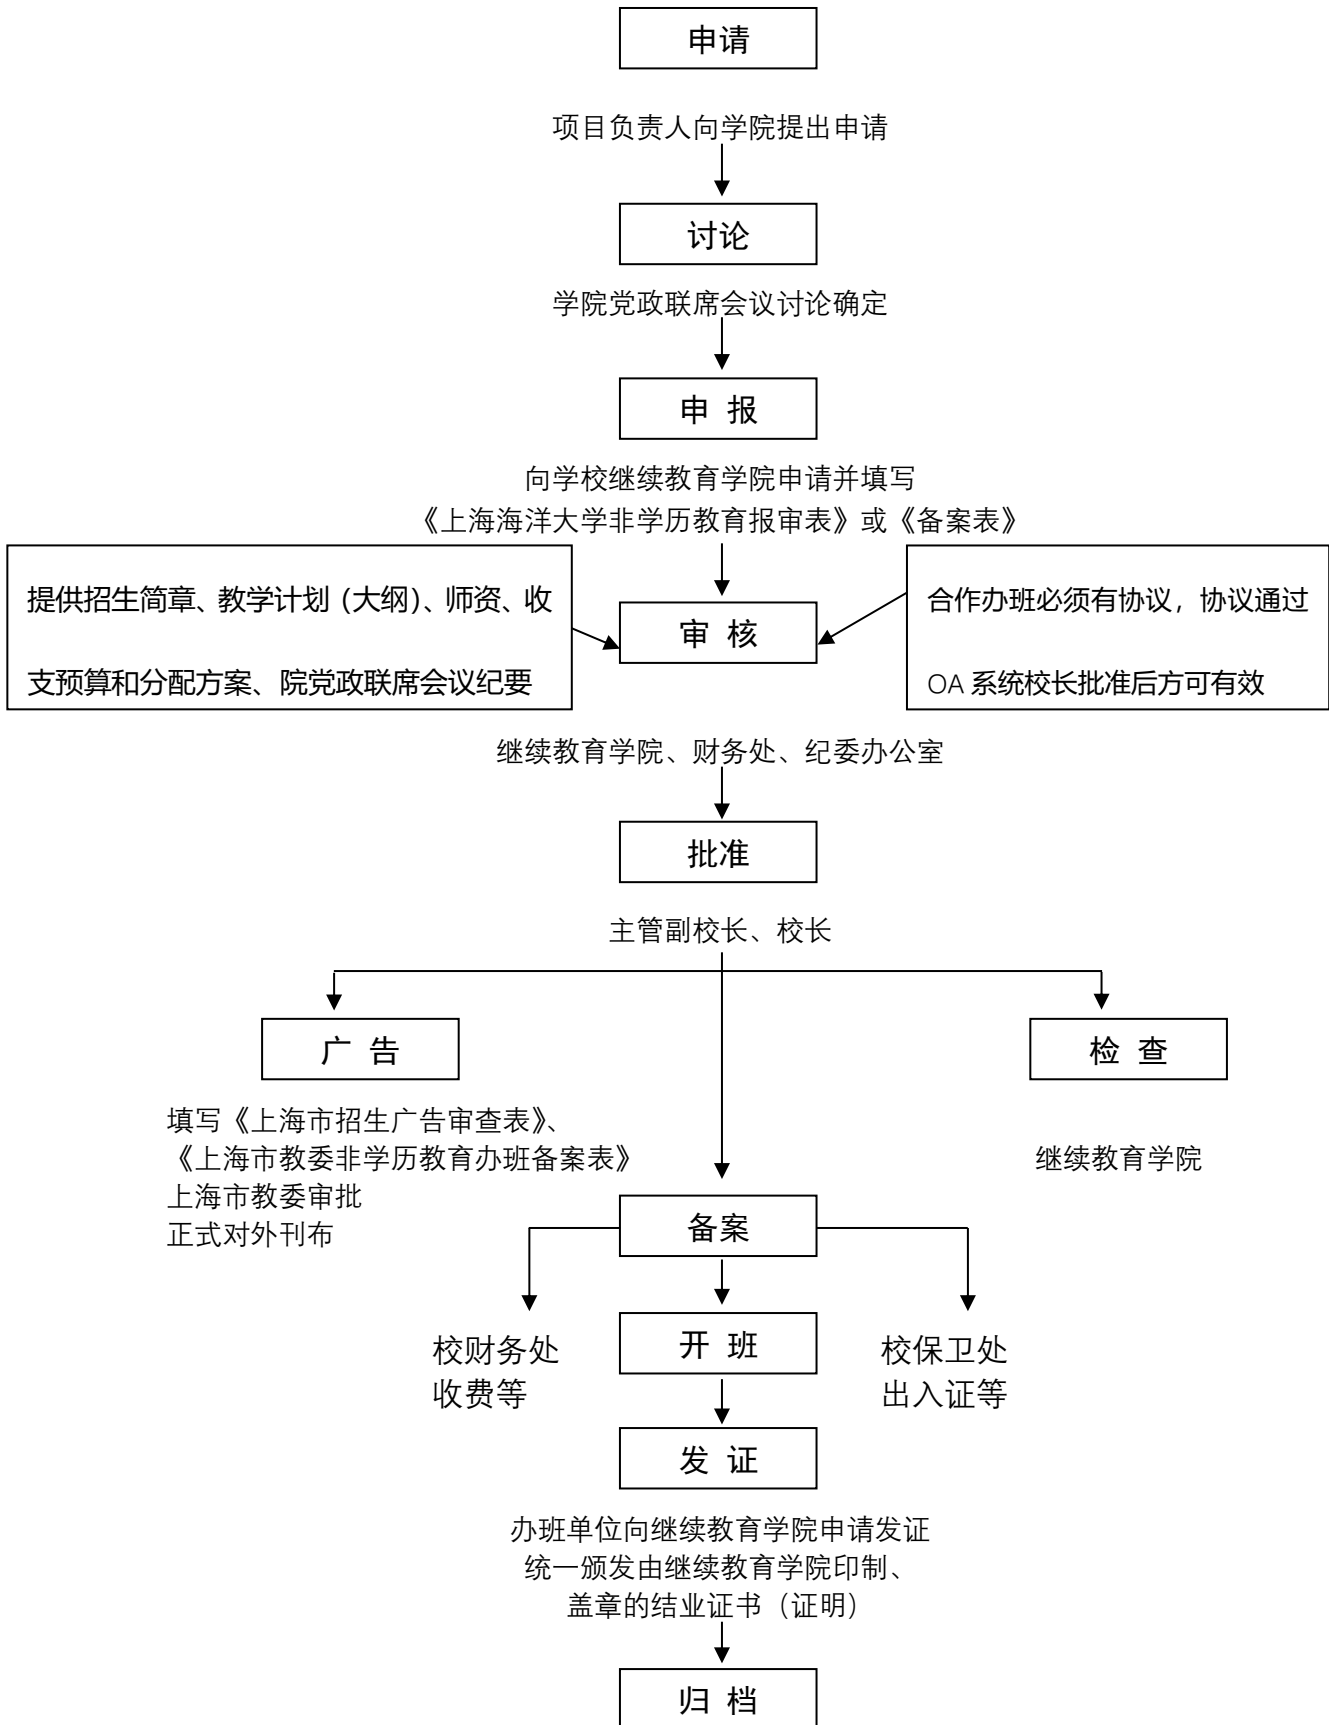 申请
项目负责人向学院提出申请
讨论
学院党政联席会议讨论确定
申 报
向学校继续教育学院申请并填写
《上海海洋大学非学历教育报审表》或《备案表》
提供招生简章、教学计划（大纲）、师资、收
支预算和分配方案、院党政联席会议纪要
审 核
合作办班必须有协议，协议通过
OA 系统校长批准后方可有效
继续教育学院、财务处、纪委办公室
批准
主管副校长、校长
广 告
检 查
填写《上海市招生广告审查表》、
《上海市教委非学历教育办班备案表》
上海市教委审批
正式对外刊布
继续教育学院
备案
校财务处
收费等
开 班
校保卫处
出入证等
发 证
办班单位向继续教育学院申请发证
统一颁发由继续教育学院印制、
盖章的结业证书（证明）
归 档